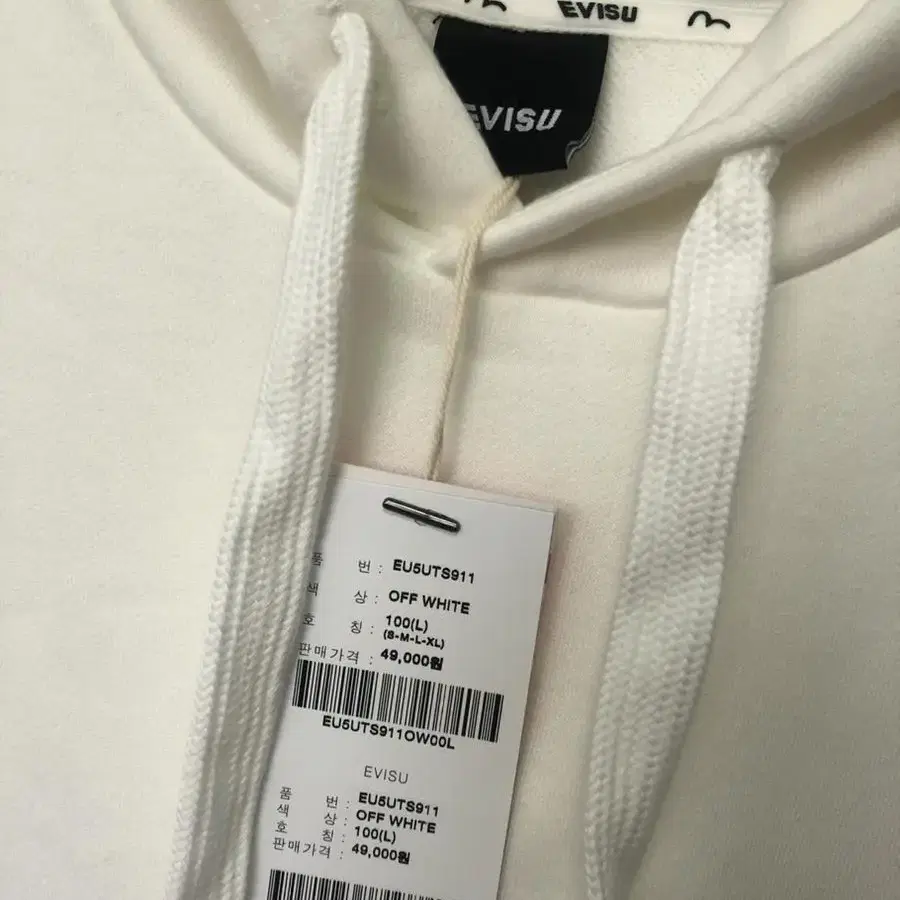 EVISU
EVISU
품 번 : EU5UTS911
색 상 : OFF WHITE
호 칭 : 100(L)
(S-M-L-XL)
판매가격 : 49,000원
EU5UTS911OW00L
EVISU
품 번 : EU5UTS911
색 상 : OFF WHITE
호 칭 : 100(L)
판매가격 : 49,000원